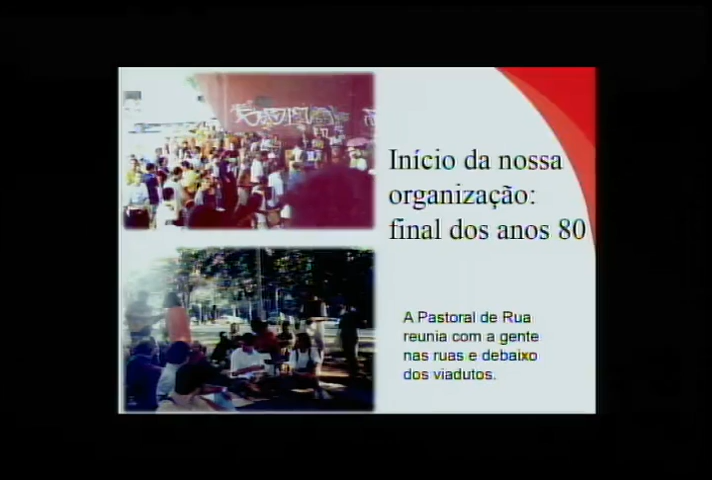 Início da nossa
organização:
final dos anos 80
A Pastoral de Rua
reunia com a gente
nas ruas e debaixo
dos viadutos.